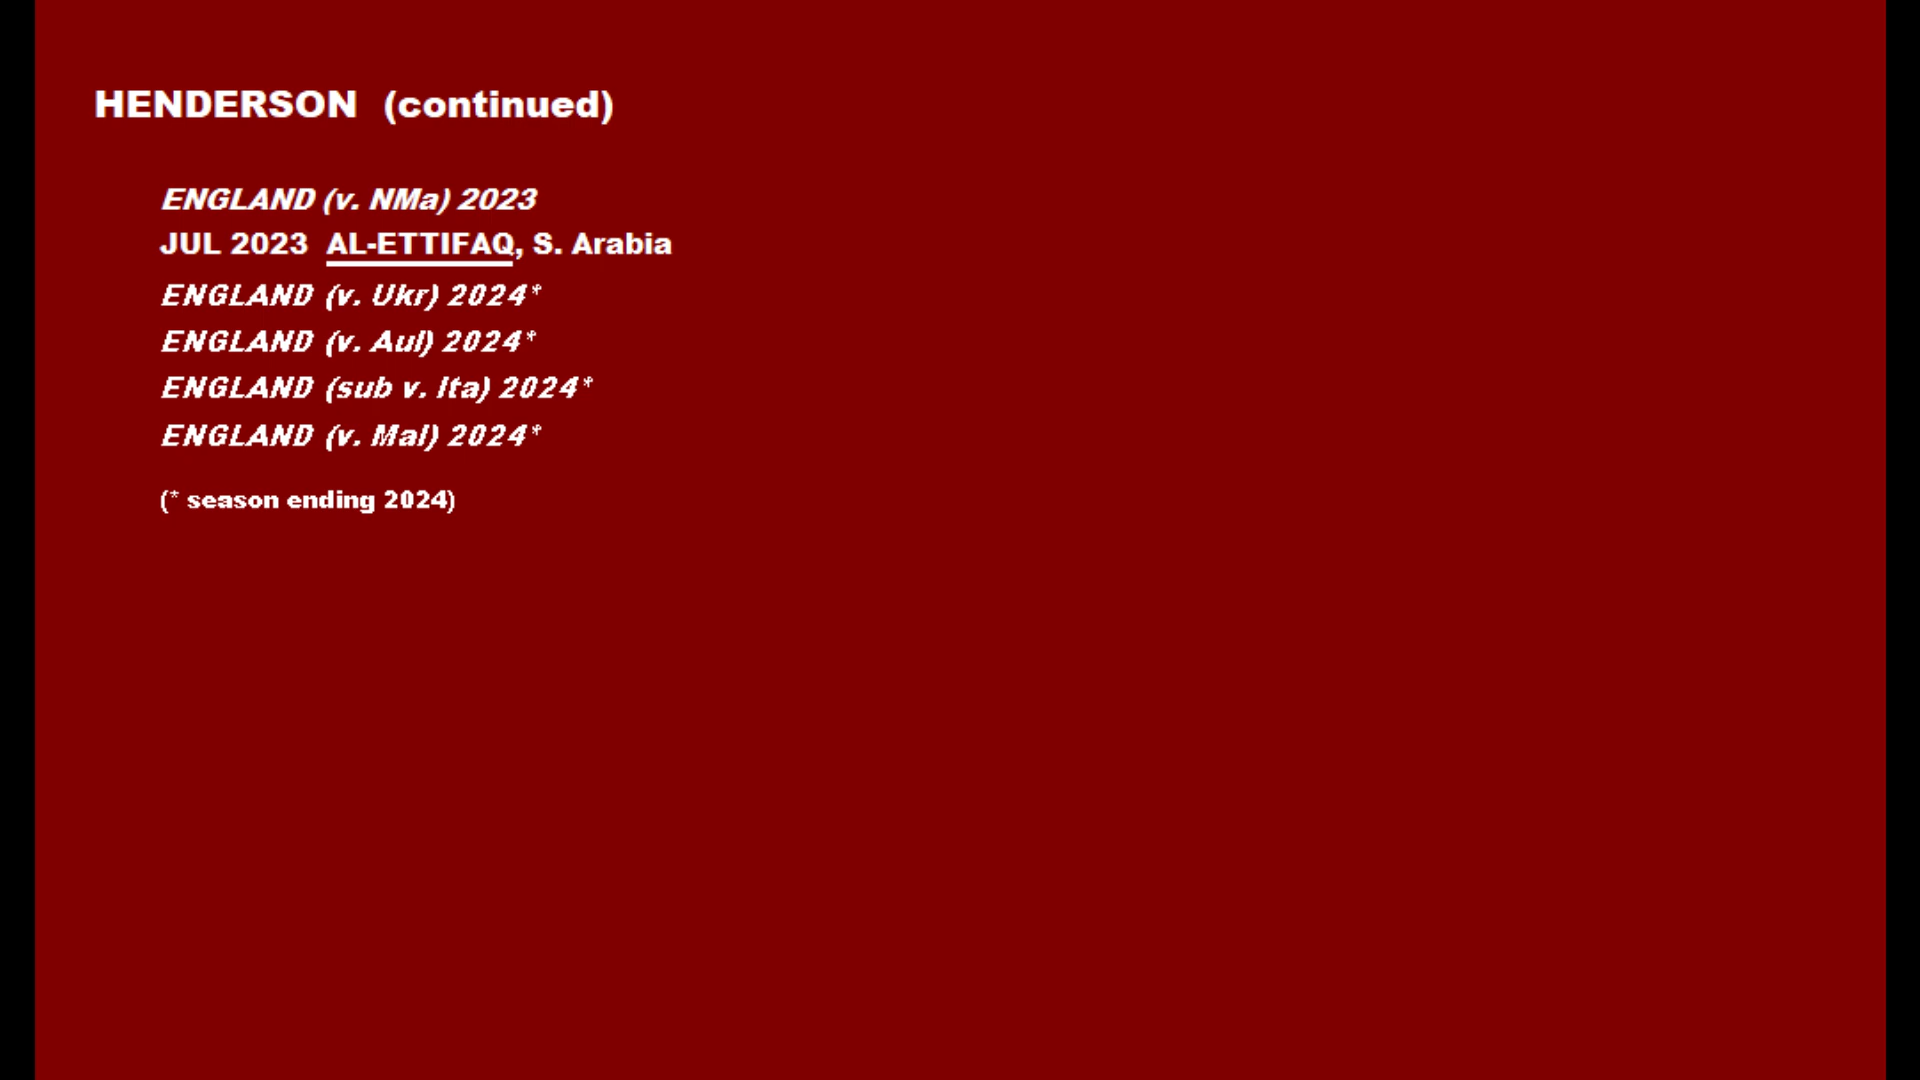 HENDERSON (continued)
ENGLAND (v. NMa) 2023
JUL 2023 AL-ETTIFAQ, S. Arabia
ENGLAND (v. Ukr) 2024*
ENGLAND (v. Aul) 2024*
ENGLAND (sub v. Ita) 2024*
ENGLAND (v. Mal) 2024*
(* season ending 2024)